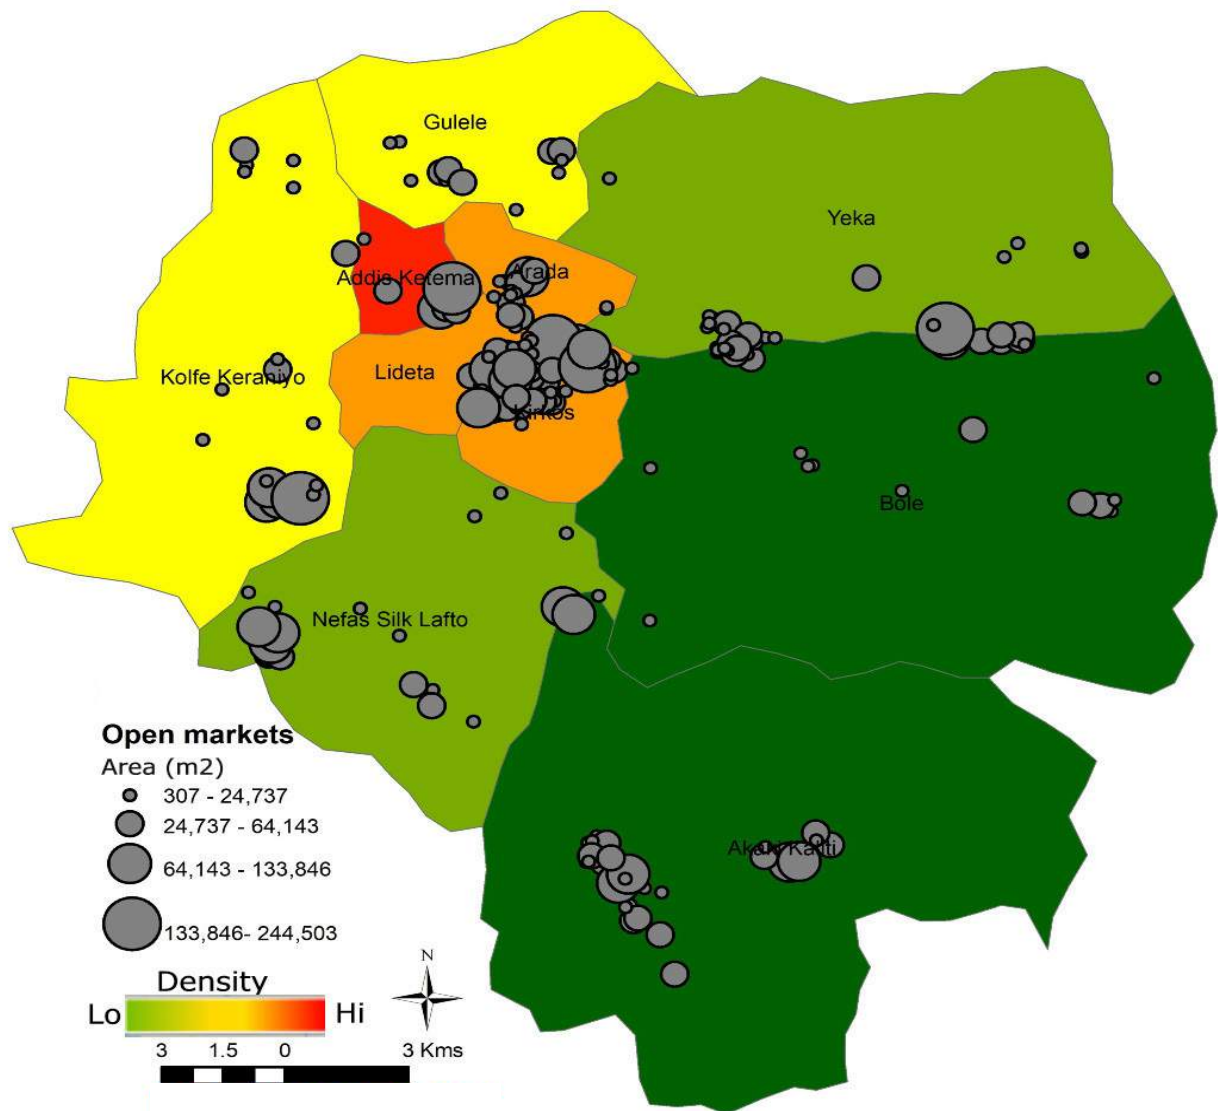 Gulele
Yeka
Addis Ketema
Arada
Kolfe Keraniyo
Lideta
Kirkos
Bole
Nefas Silk Lafto
Akaki Kaliti
Open markets
Area (m2)
307 - 24,737
24,737 - 64,143
64,143 - 133,846
133,846- 244,503
Density
Lo Hi
N
3 1.5 0 3 Kms